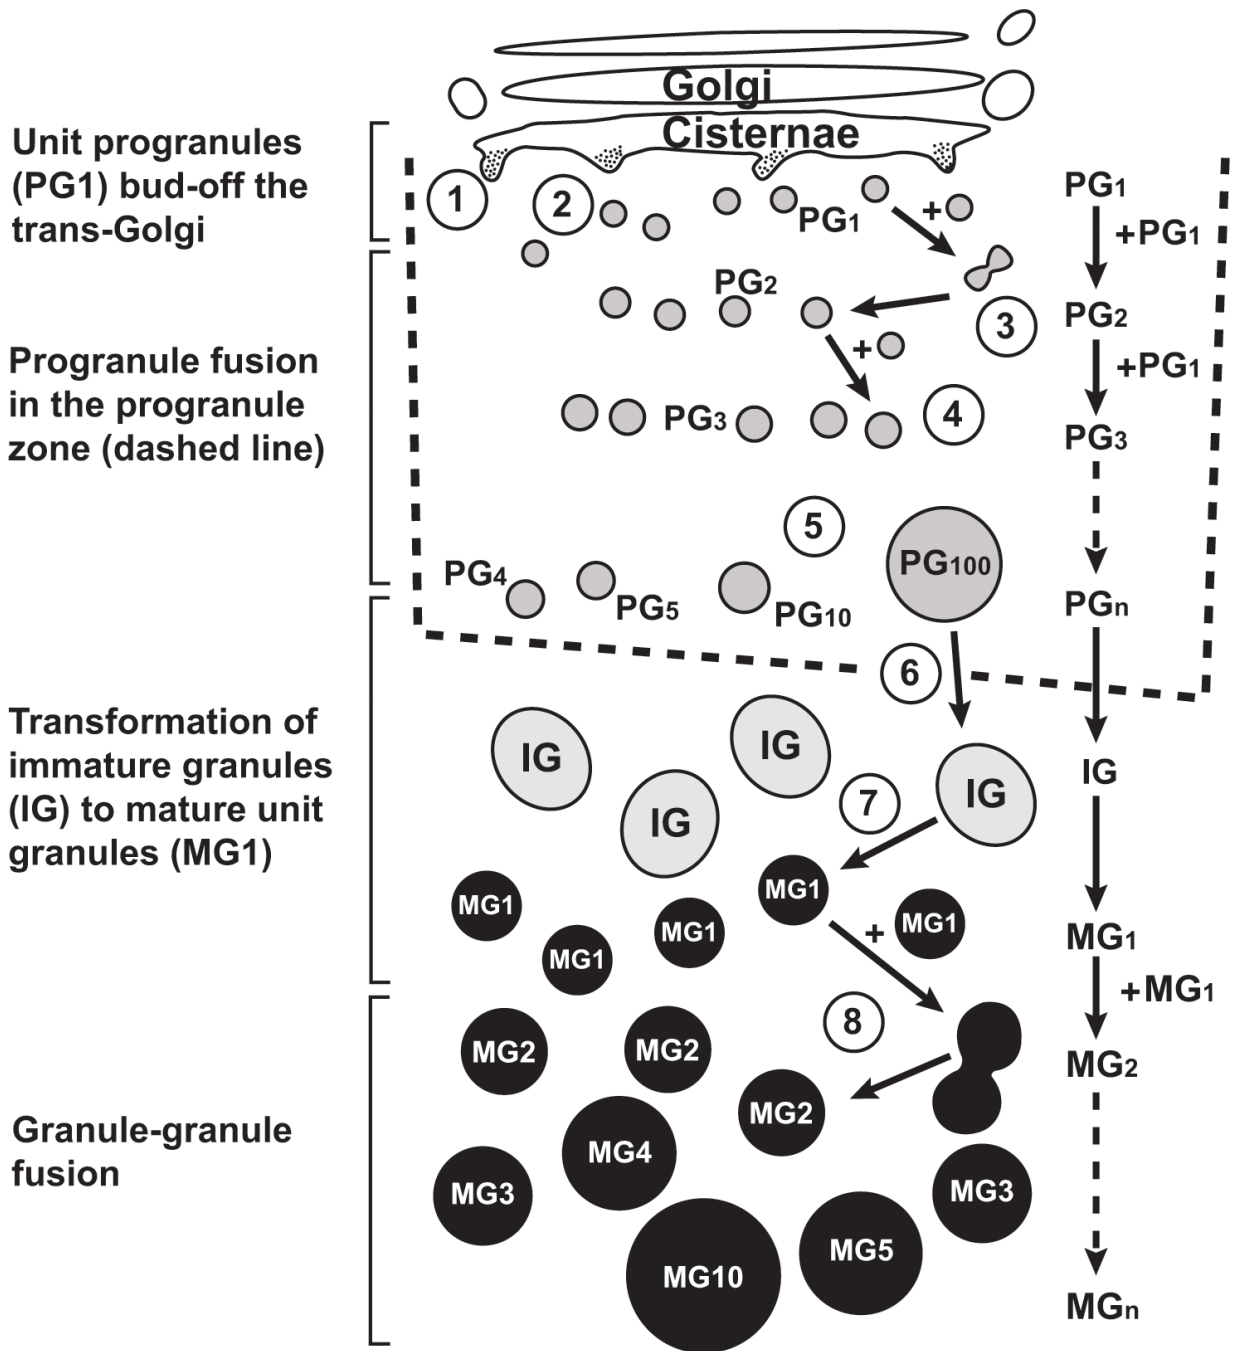 Golgi
Cisternae
Unit progranules
(PG1) bud-off the
trans-Golgi
1
2
PG1
+
PG1
+PG1
PG2
3
PG2
+
+PG1
Progranule fusion
in the progranule
zone (dashed line)
PG3
4
PG3
5
PG100
PG4
PG5
PG10
PGn
6
Transformation of
immature granules
(IG) to mature unit
granules (MG1)
IG
IG
IG
IG
IG
7
MG1
MG1
MG1
MG1
+
MG1
MG1
+MG1
8
MG2
MG2
MG2
MG2
Granule-granule
fusion
MG4
MG3
MG3
MG10
MG5
MGn